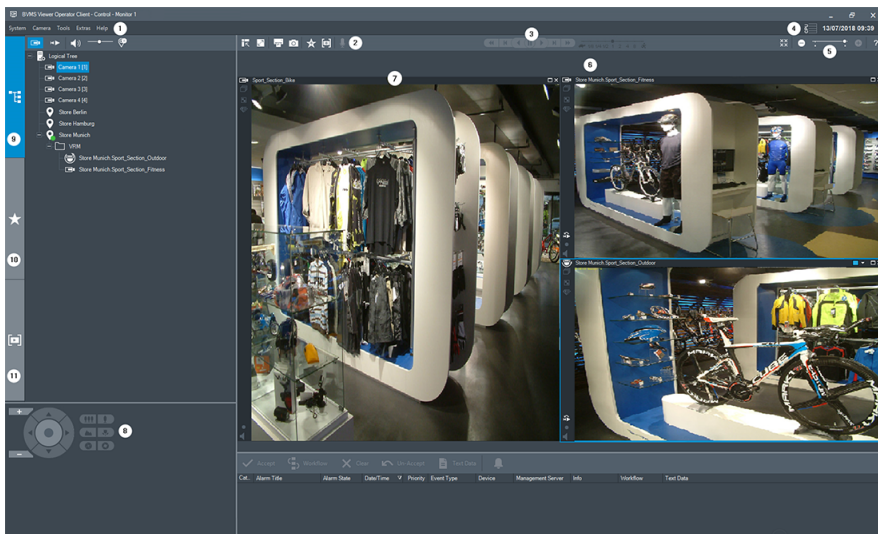 BVMS Viewer Operator Client - Control - Monitor 1
System Camera Tools Extras Help 1
4 13/07/2018 09:39
2
3
5
?
Logical Tree
Camera 1 [1]
Camera 2 [2]
Camera 3 [3]
Camera 4 [4]
Store Berlin
Store Hamburg
Store Munich
VRM
Store Munich.Sport_Section_Outdoor
Store Munich.Sport_Section_Fitness
9
10
11
8
Sport_Section_Bike
7
6
Store Munich.Sport_Section_Fitness
Store Munich.Sport_Section_Outdoor
CUBE
Accept Workflow Clear Un-Accept Text Data
Cat.. Alarm Title Alarm State Date/Time Priority Event Type Device Management Server Info Workflow Text Data